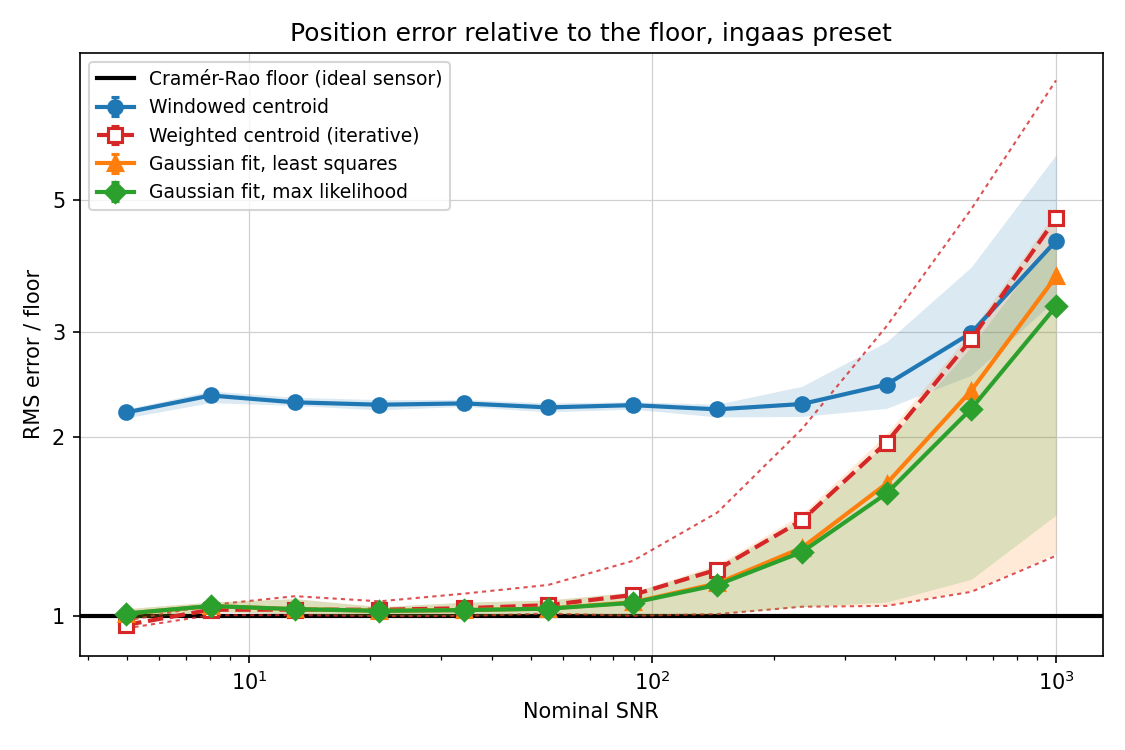 Position error relative to the floor, ingaas preset
Cramér-Rao floor (ideal sensor)
Windowed centroid
Weighted centroid (iterative)
Gaussian fit, least squares
Gaussian fit, max likelihood
RMS error / floor
5
3
2
1
10¹
10²
10³
Nominal SNR